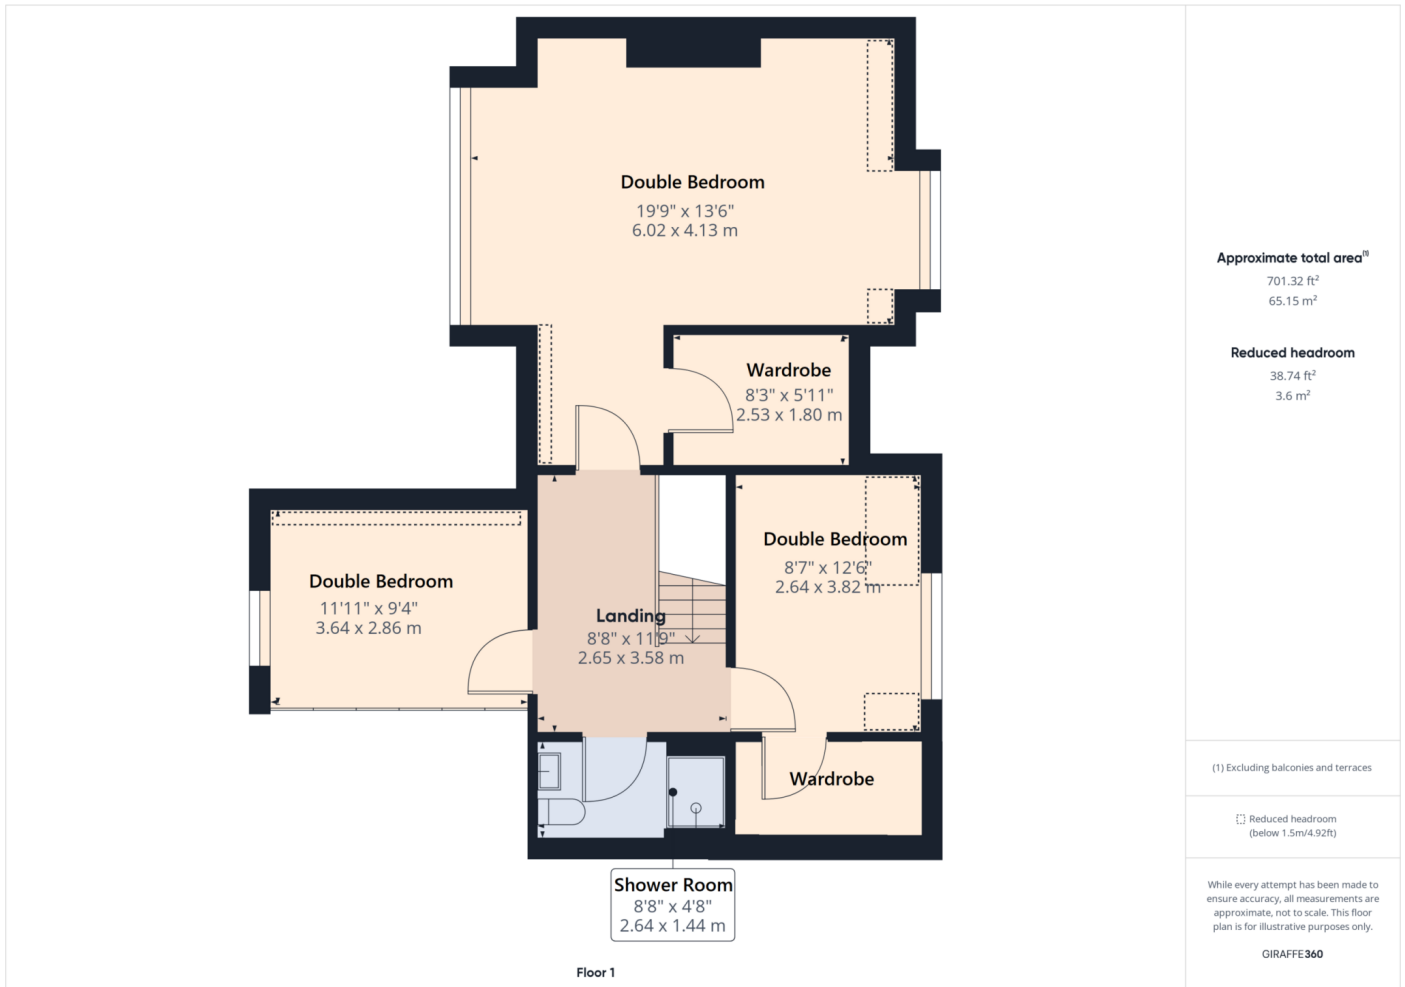 Double Bedroom
19'9" x 13'6"
6.02 x 4.13 m
Wardrobe
8'3" x 5'11"
2.53 x 1.80 m
Double Bedroom
8'7" x 12'6"
2.64 x 3.82 m
Double Bedroom
11'11" x 9'4"
3.64 x 2.86 m
Landing
8'8" x 11'9"
2.65 x 3.58 m
Wardrobe
Shower Room
8'8" x 4'8"
2.64 x 1.44 m
Floor 1
Approximate total area(1)
701.32 ft²
65.15 m²
Reduced headroom
38.74 ft²
3.6 m²
(1) Excluding balconies and terraces
Reduced headroom
(below 1.5m/4.92ft)
While every attempt has been made to
ensure accuracy, all measurements are
approximate, not to scale. This floor
plan is for illustrative purposes only.
GIRAFFE360